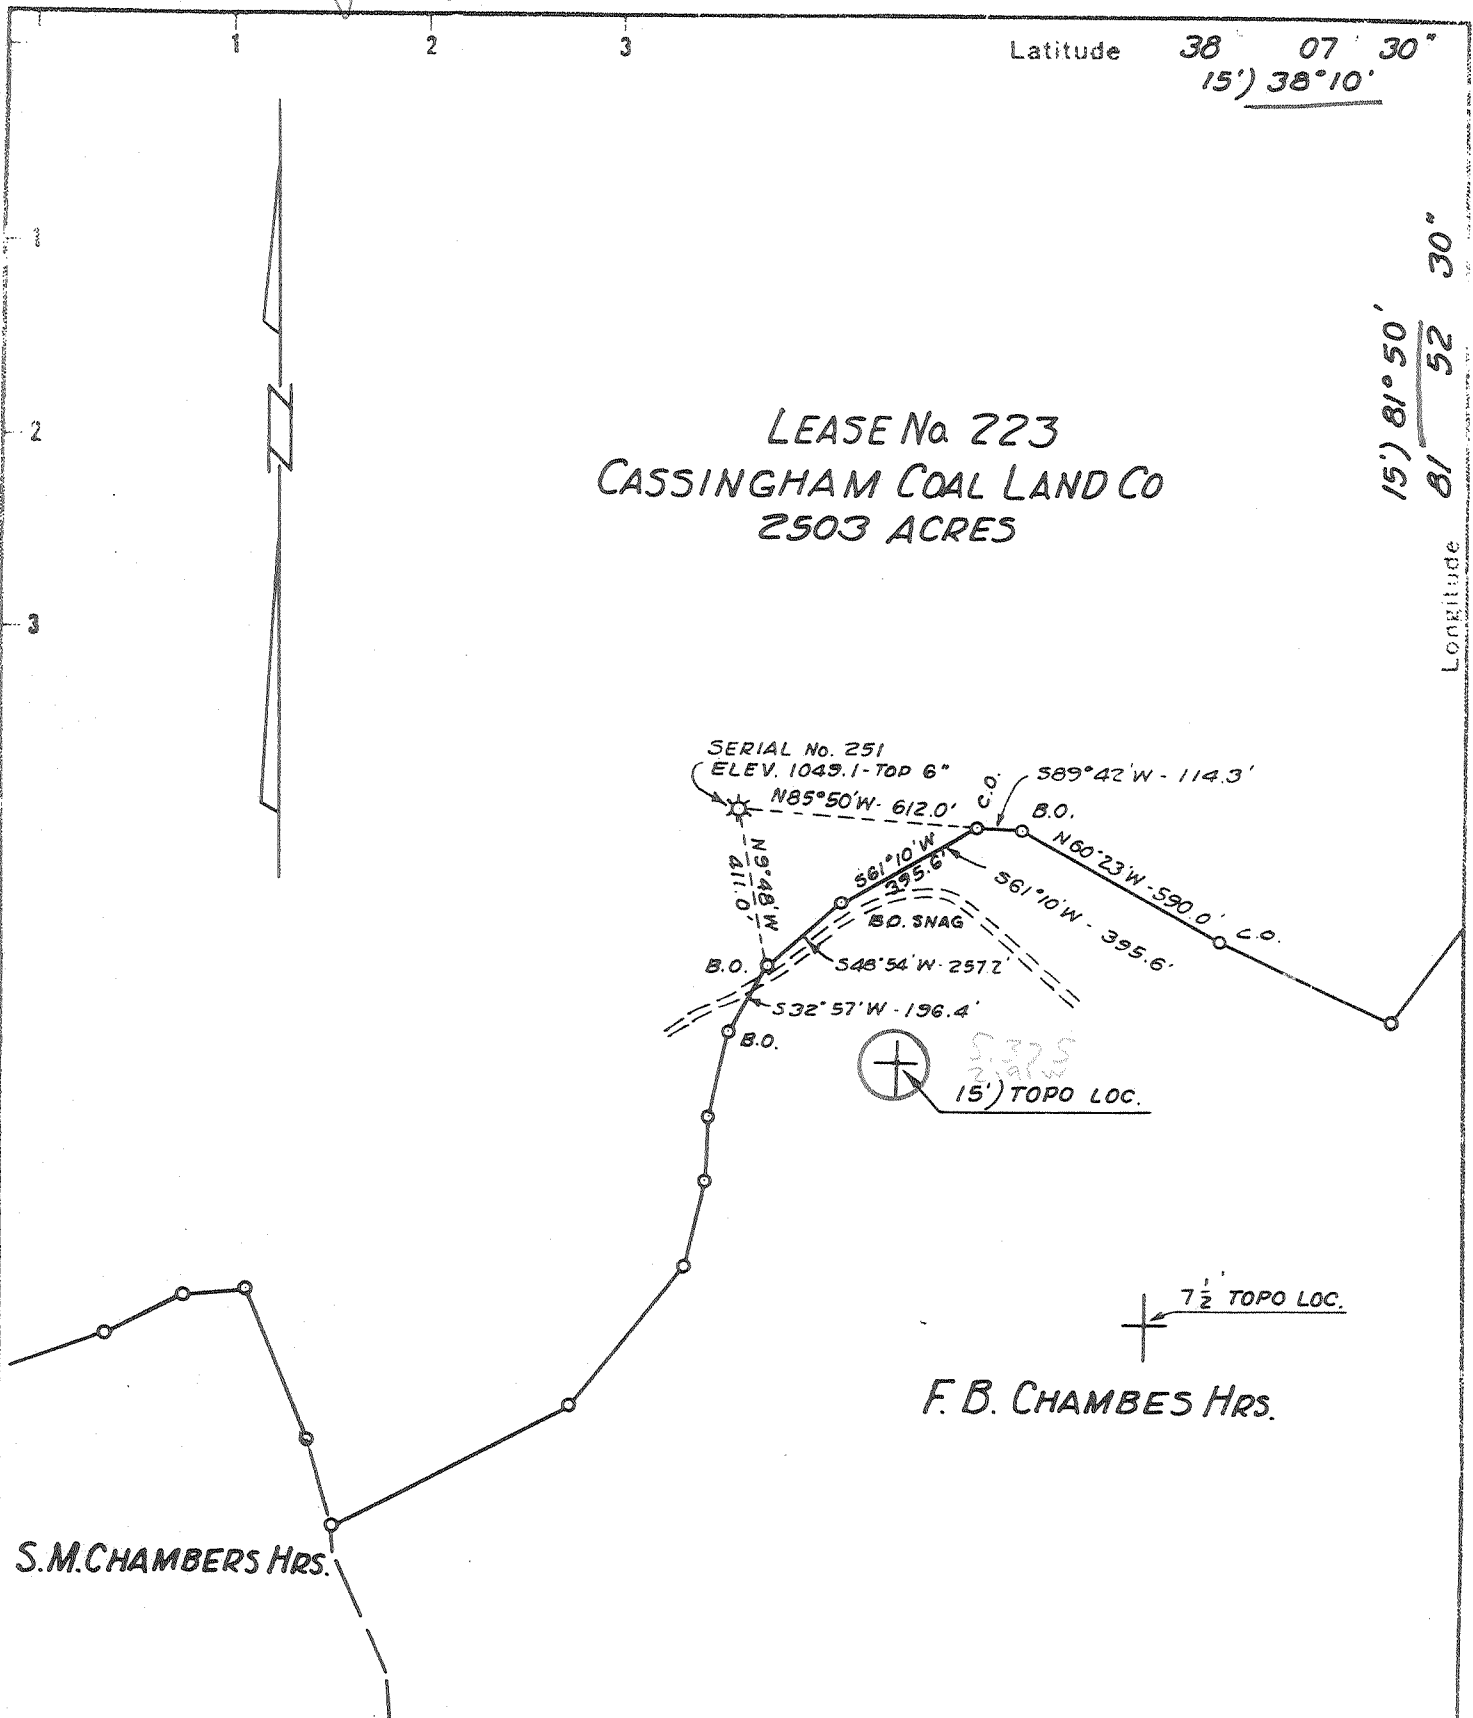 1 2 3
Latitude 38 07' 30"
15') 38°10'
1
2
3
15') 81° 50'
81 52 30"
Longitude
LEASE No. 223
CASSINGHAM COAL LAND CO
2503 ACRES
SERIAL No. 251
ELEV. 1049.1-TOP 6"
N85°50'W- 612.0'
C.O.
S89°42'W - 114.3'
B.O.
N9°48'W
411.0'
S61°10'W
395.6'
N60°23'W-590.0'
C.O.
S61°10'W - 395.6'
B.O. SNAG
B.O.
S48°54'W-257.2'
S32°57'W-196.4'
B.O.
S.375
15') TOPO LOC.
7 1/2' TOPO LOC.
F. B. CHAMBES HRS.
S.M.CHAMBERS HRS.